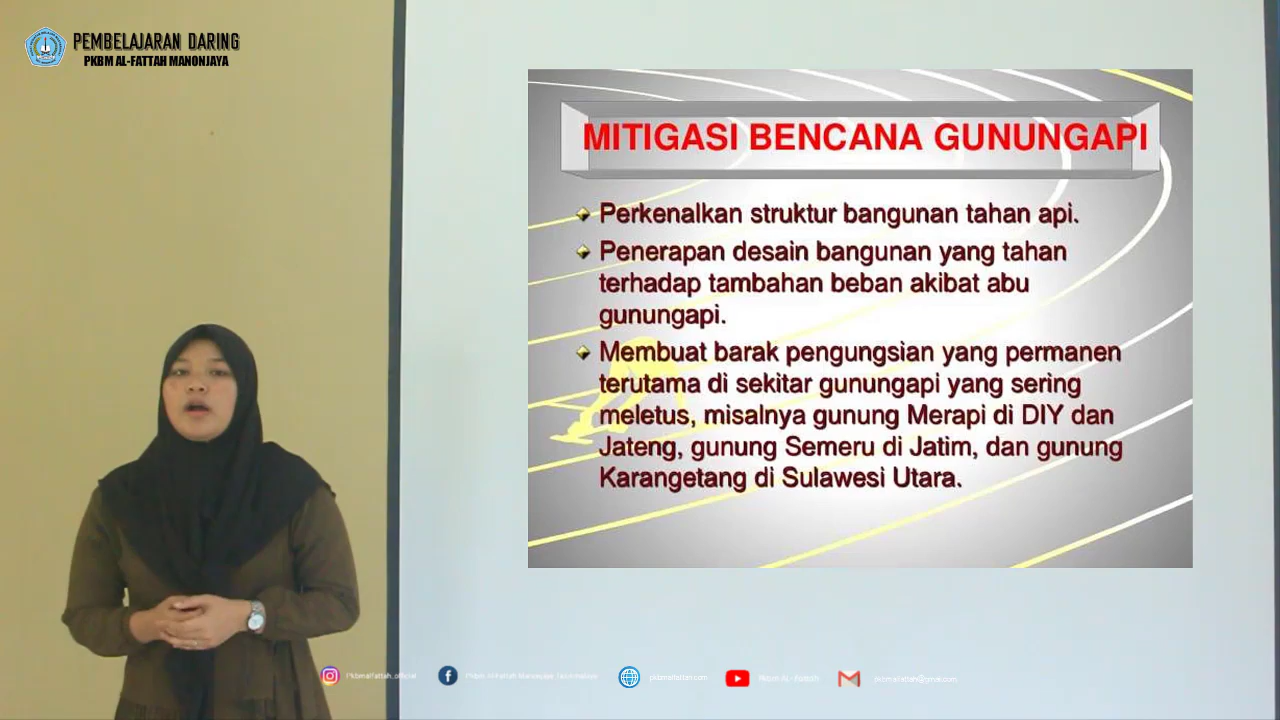 PEMBELAJARAN DARING
PKBM AL-FATTAH MANONJAYA
MITIGASI BENCANA GUNUNGAPI
Perkenalkan struktur bangunan tahan api.
Penerapan desain bangunan yang tahan
terhadap tambahan beban akibat abu
gunungapi.
Membuat barak pengungsian yang permanen
terutama di sekitar gunungapi yang sering
meletus, misalnya gunung Merapi di DIY dan
Jateng, gunung Semeru di Jatim, dan gunung
Karangetang di Sulawesi Utara.
Pkbmalfattah_official
Pkbm Al-Fattah Manonjaya Tasikmalaya
pkbmalfattah.com
Pkbm AL - Fattah